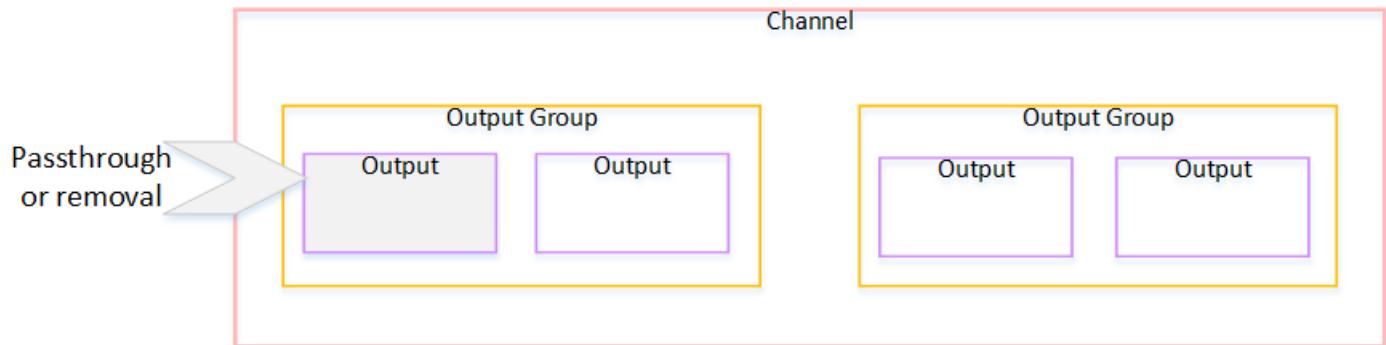 Channel
Output Group
Output Group
Passthrough
or removal
Output
Output
Output
Output